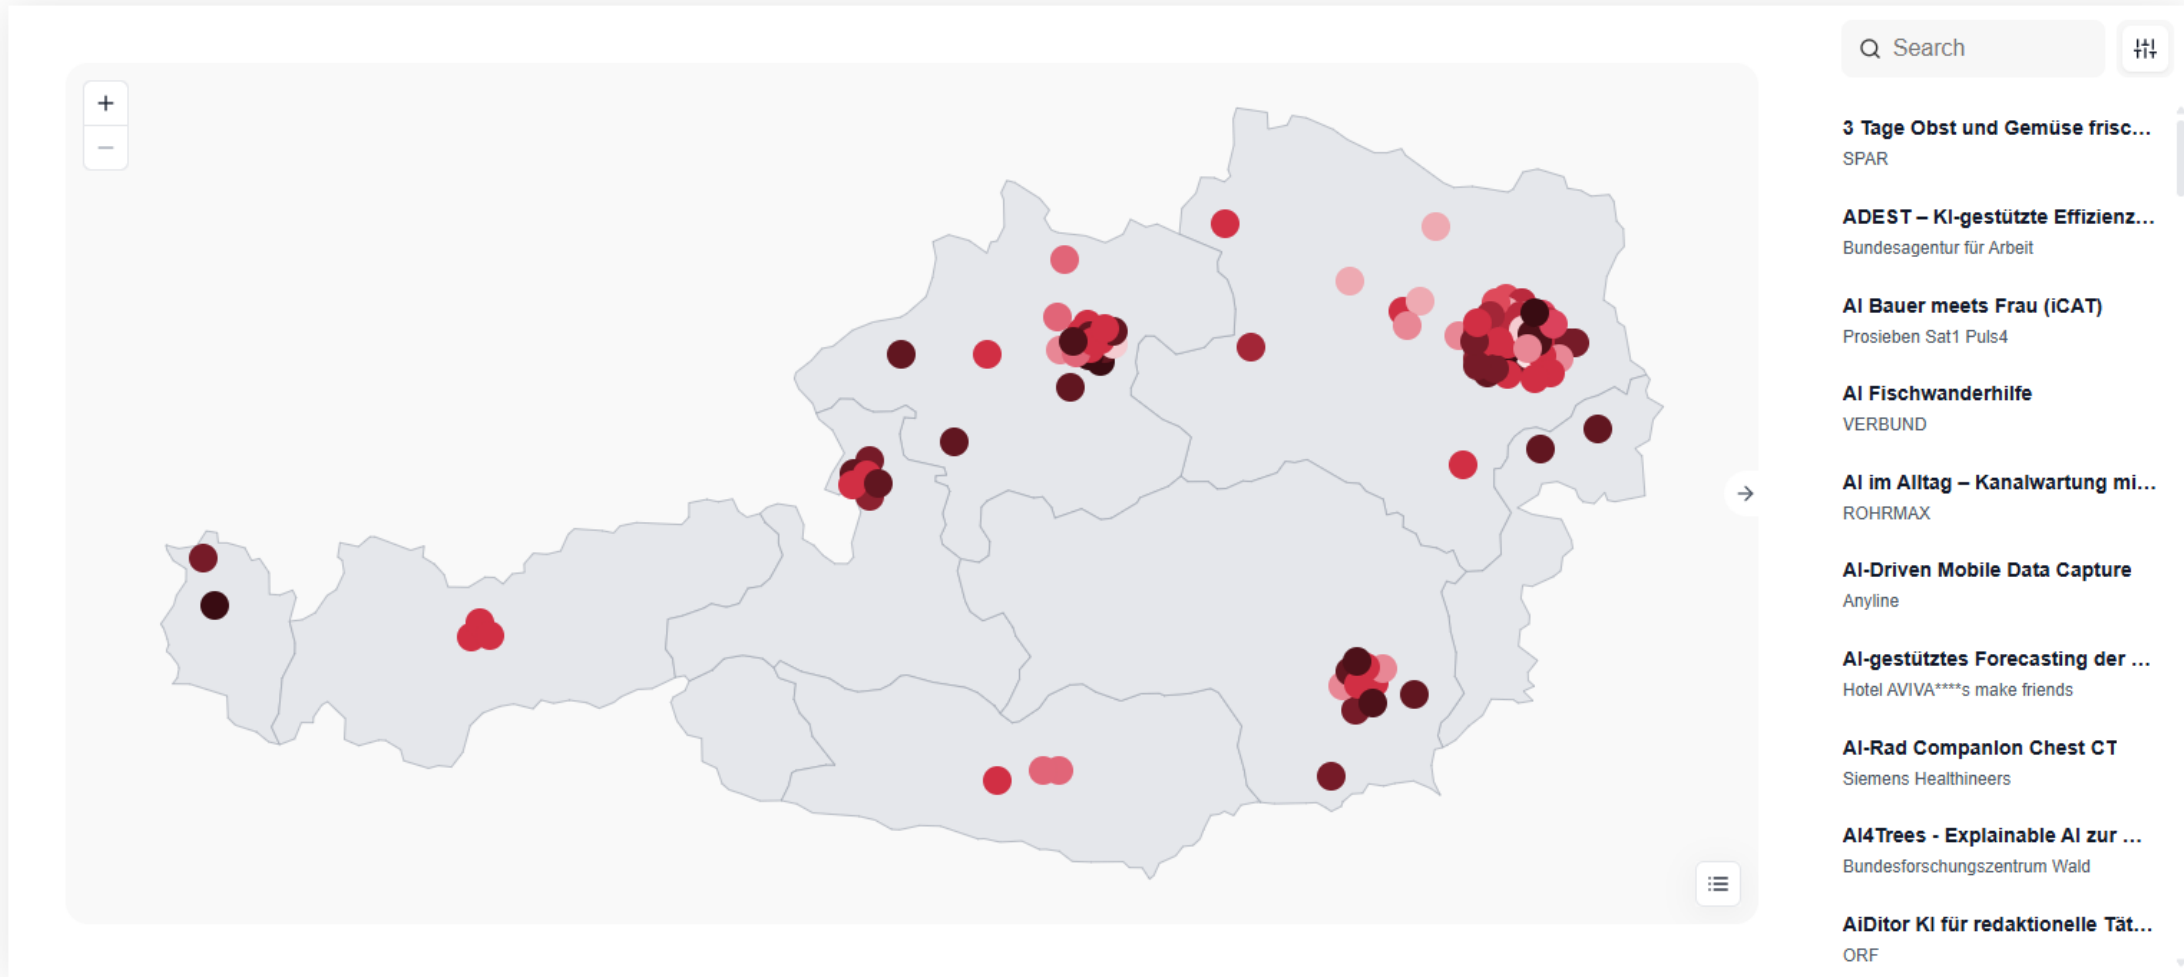 Search
3 Tage Obst und Gemüse frisc...
SPAR
ADEST – KI-gestützte Effizienz...
Bundesagentur für Arbeit
AI Bauer meets Frau (iCAT)
Prosieben Sat1 Puls4
AI Fischwanderhilfe
VERBUND
AI im Alltag – Kanalwartung mi...
ROHRMAX
AI-Driven Mobile Data Capture
Anyline
AI-gestütztes Forecasting der ...
Hotel AVIVA****s make friends
AI-Rad Companion Chest CT
Siemens Healthineers
AI4Trees - Explainable AI zur ...
Bundesforschungszentrum Wald
AiDitor KI für redaktionelle Tät...
ORF